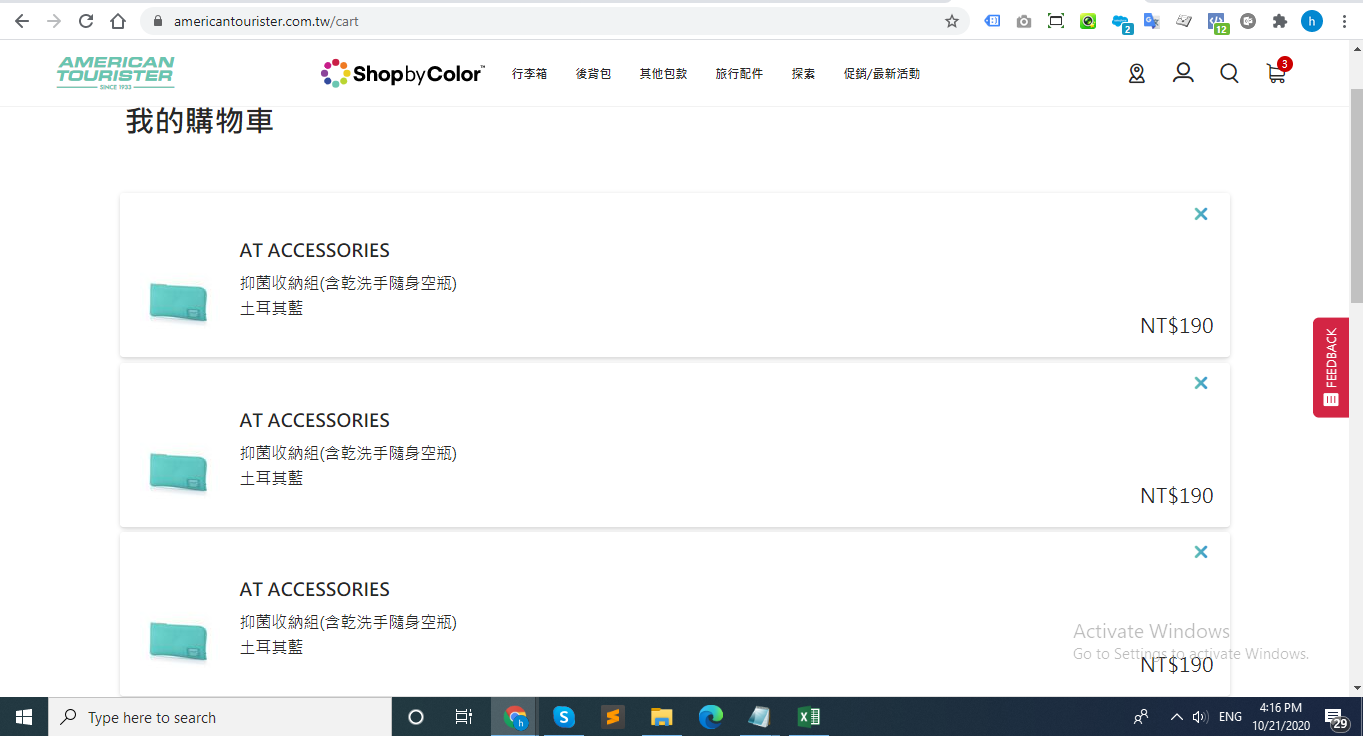 americantourister.com.tw/cart
2
12
h
AMERICAN
TOURISTER
SINCE 1933
ShopbyColor™
行李箱
後背包
其他包款
旅行配件
探索
促銷/最新活動
3
我的購物車
AT ACCESSORIES
抑菌收納組(含乾洗手隨身空瓶)
土耳其藍
NT$190
FEEDBACK
AT ACCESSORIES
抑菌收納組(含乾洗手隨身空瓶)
土耳其藍
NT$190
AT ACCESSORIES
抑菌收納組(含乾洗手隨身空瓶)
土耳其藍
NT$190
Activate Windows
Go to Settings to activate Windows.
Type here to search
h
S
ENG
4:16 PM
10/21/2020
29